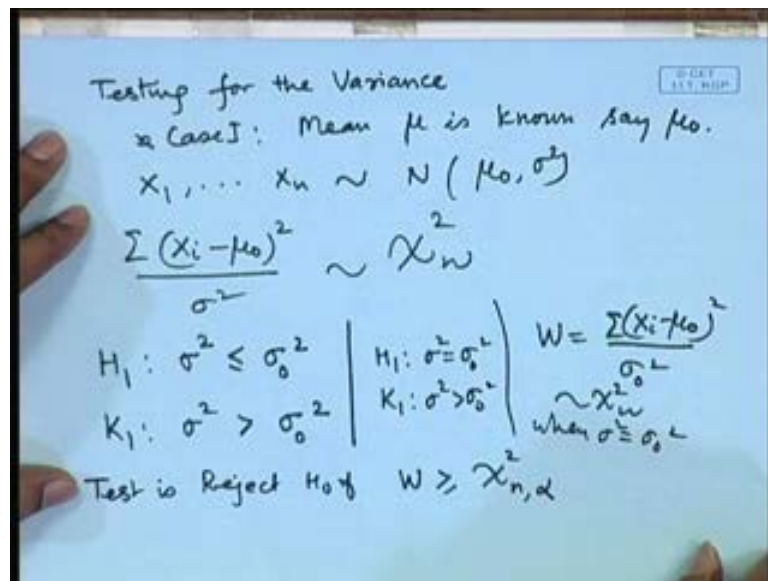 Testing for the Variance
Case I : Mean μ is known say μ₀.
X₁, ... Xₙ ~ N ( μ₀, σ²)
Σ (Xi - μ₀)² / σ² ~ χ²ₙ
H₁ : σ² ≤ σ₀² | H₁ : σ² = σ₀² | W = Σ(Xi - μ₀)² / σ₀²
K₁ : σ² > σ₀² | K₁ : σ² > σ₀² | ~ χ²ₙ
when σ² = σ₀²
Test is Reject H₀ if W ≥ χ²ₙ,α